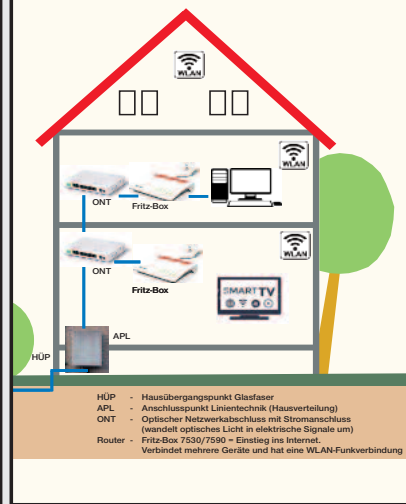 WLAN
WLAN
ONT
Fritz-Box
WLAN
ONT
Fritz-Box
SMART TV
APL
HÜP
HÜP - Hausübergangspunkt Glasfaser
APL - Anschlusspunkt Linientechnik (Hausverteilung)
ONT - Optischer Netzwerkabschluss mit Stromanschluss
(wandelt optisches Licht in elektrische Signale um)
Router - Fritz-Box 7530/7590 = Einstieg ins Internet.
Verbindet mehrere Geräte und hat eine WLAN-Funkverbindung